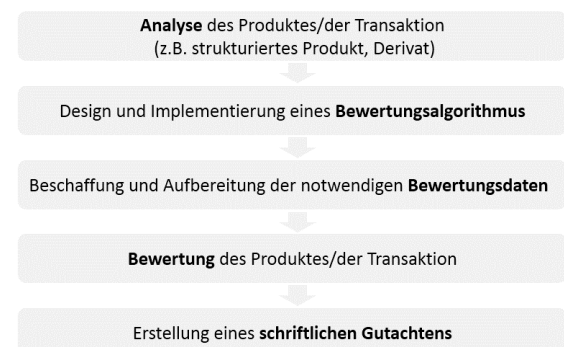 Analyse des Produktes/der Transaktion
(z.B. strukturiertes Produkt, Derivat)
Design und Implementierung eines Bewertungsalgorithmus
Beschaffung und Aufbereitung der notwendigen Bewertungsdaten
Bewertung des Produktes/der Transaktion
Erstellung eines schriftlichen Gutachtens